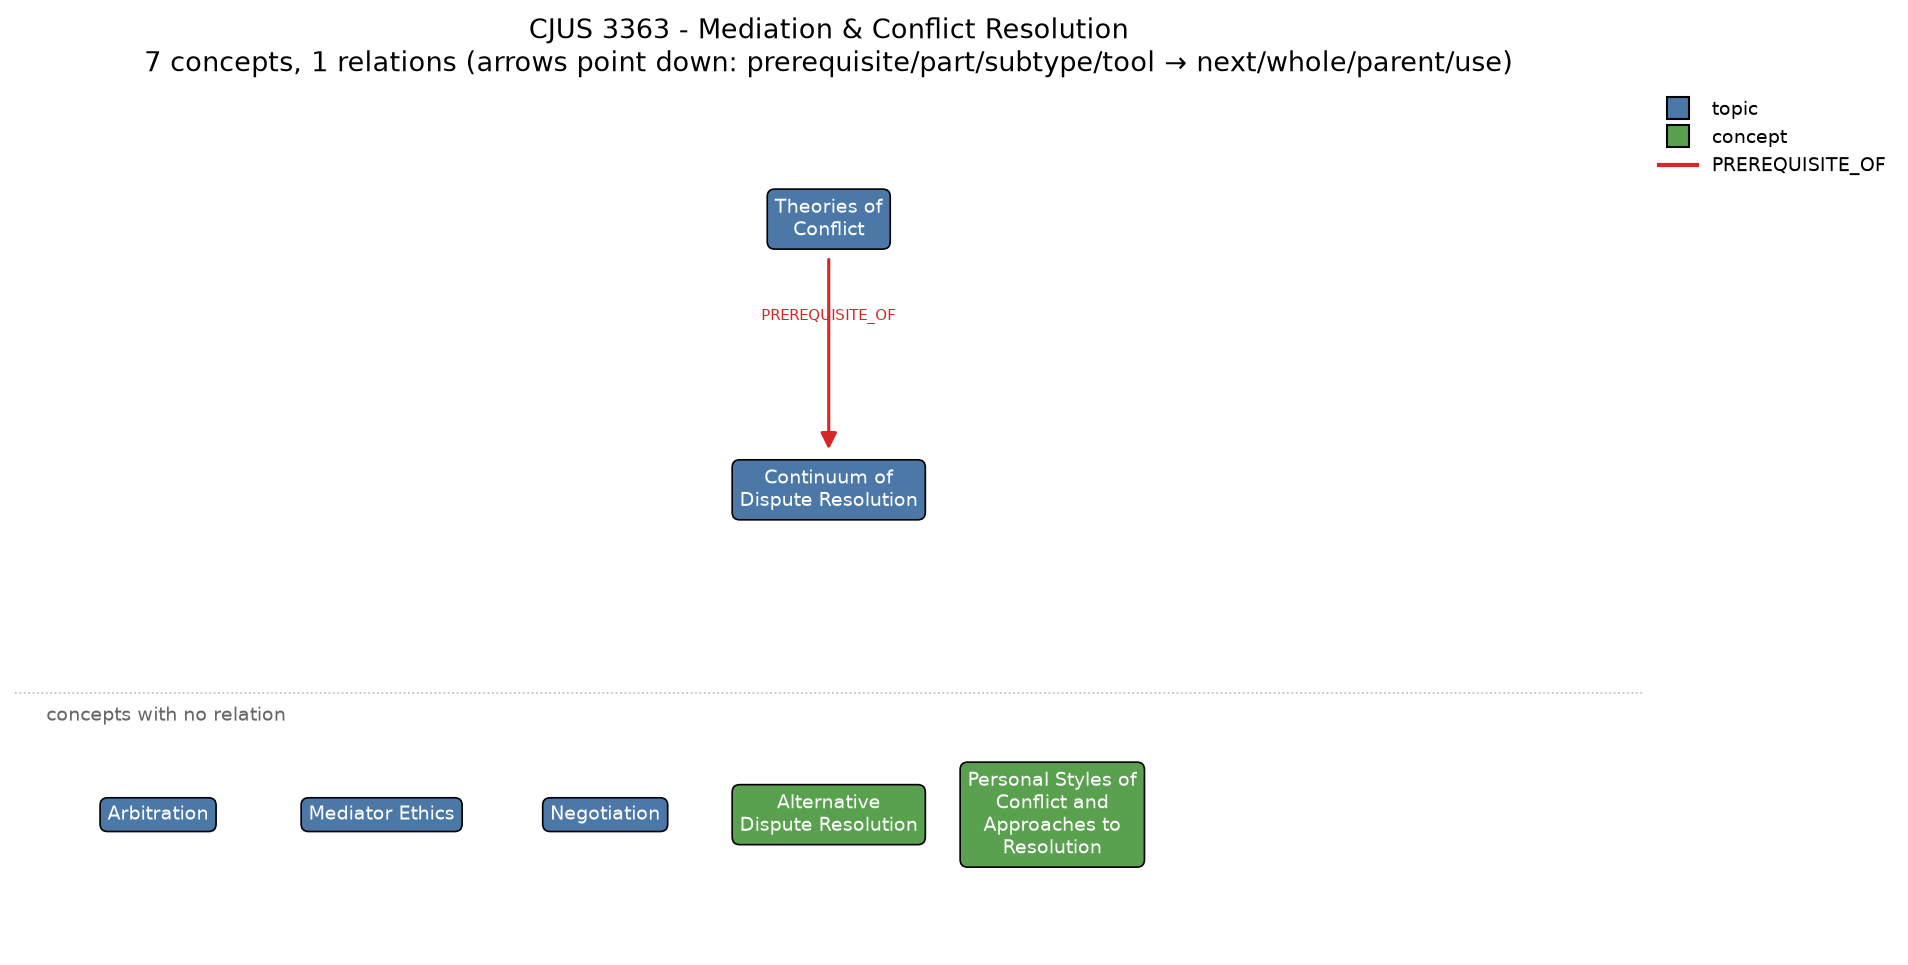 CJUS 3363 - Mediation & Conflict Resolution
7 concepts, 1 relations (arrows point down: prerequisite/part/subtype/tool → next/whole/parent/use)
topic
concept
PREREQUISITE_OF
Theories of
Conflict
PREREQUISITE_OF
Continuum of
Dispute Resolution
concepts with no relation
Arbitration
Mediator Ethics
Negotiation
Alternative
Dispute Resolution
Personal Styles of
Conflict and
Approaches to
Resolution